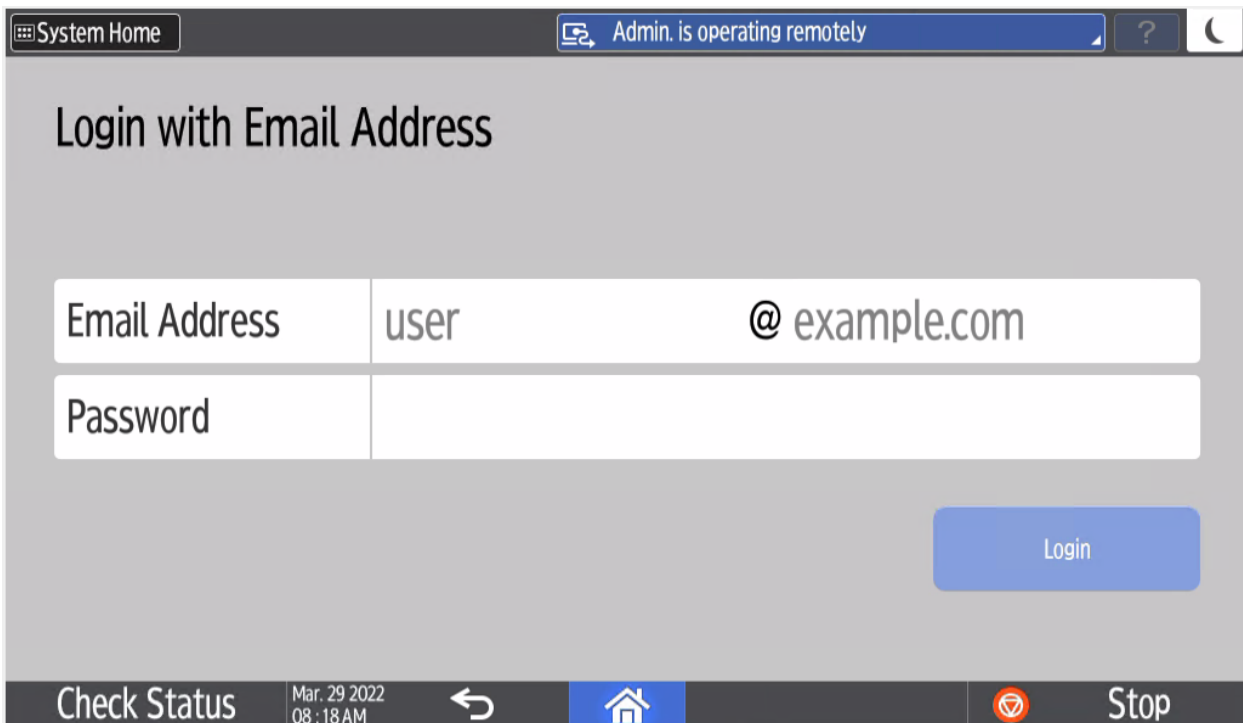 System Home
Admin. is operating remotely
?
Login with Email Address
Email Address
user
@ example.com
Password
Login
Check Status
Mar. 29 2022
08 : 18 AM
Stop